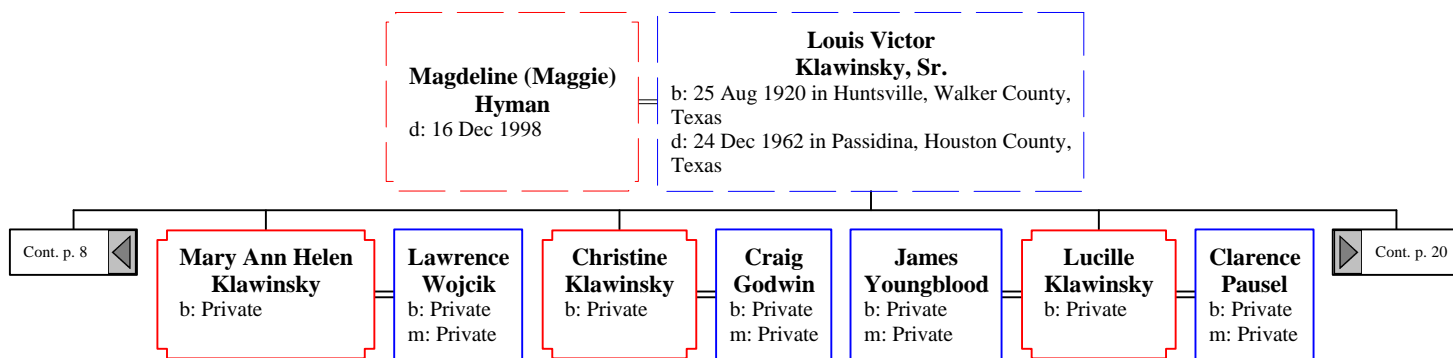 Magdeline (Maggie)
Hyman
d: 16 Dec 1998
Louis Victor
Klawinsky, Sr.
b: 25 Aug 1920 in Huntsville, Walker County,
Texas
d: 24 Dec 1962 in Passidina, Houston County,
Texas
Cont. p. 8
Mary Ann Helen
Klawinsky
b: Private
Lawrence
Wojcik
b: Private
m: Private
Christine
Klawinsky
b: Private
Craig
Godwin
b: Private
m: Private
James
Youngblood
b: Private
m: Private
Lucille
Klawinsky
b: Private
Clarence
Pausel
b: Private
m: Private
Cont. p. 20